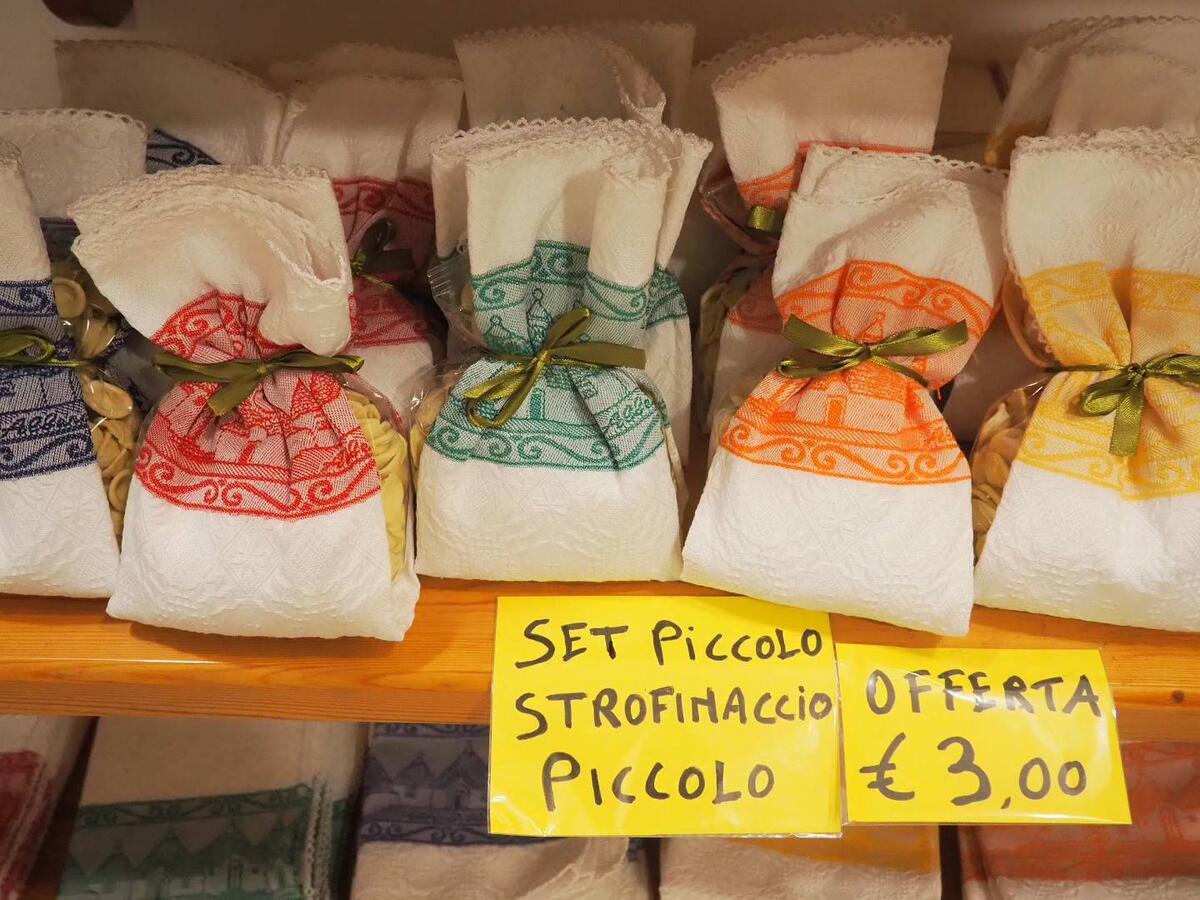 SET PiCCOLO
STROFINACCiO
PiCCOLO
OFFERTA
€ 3,00